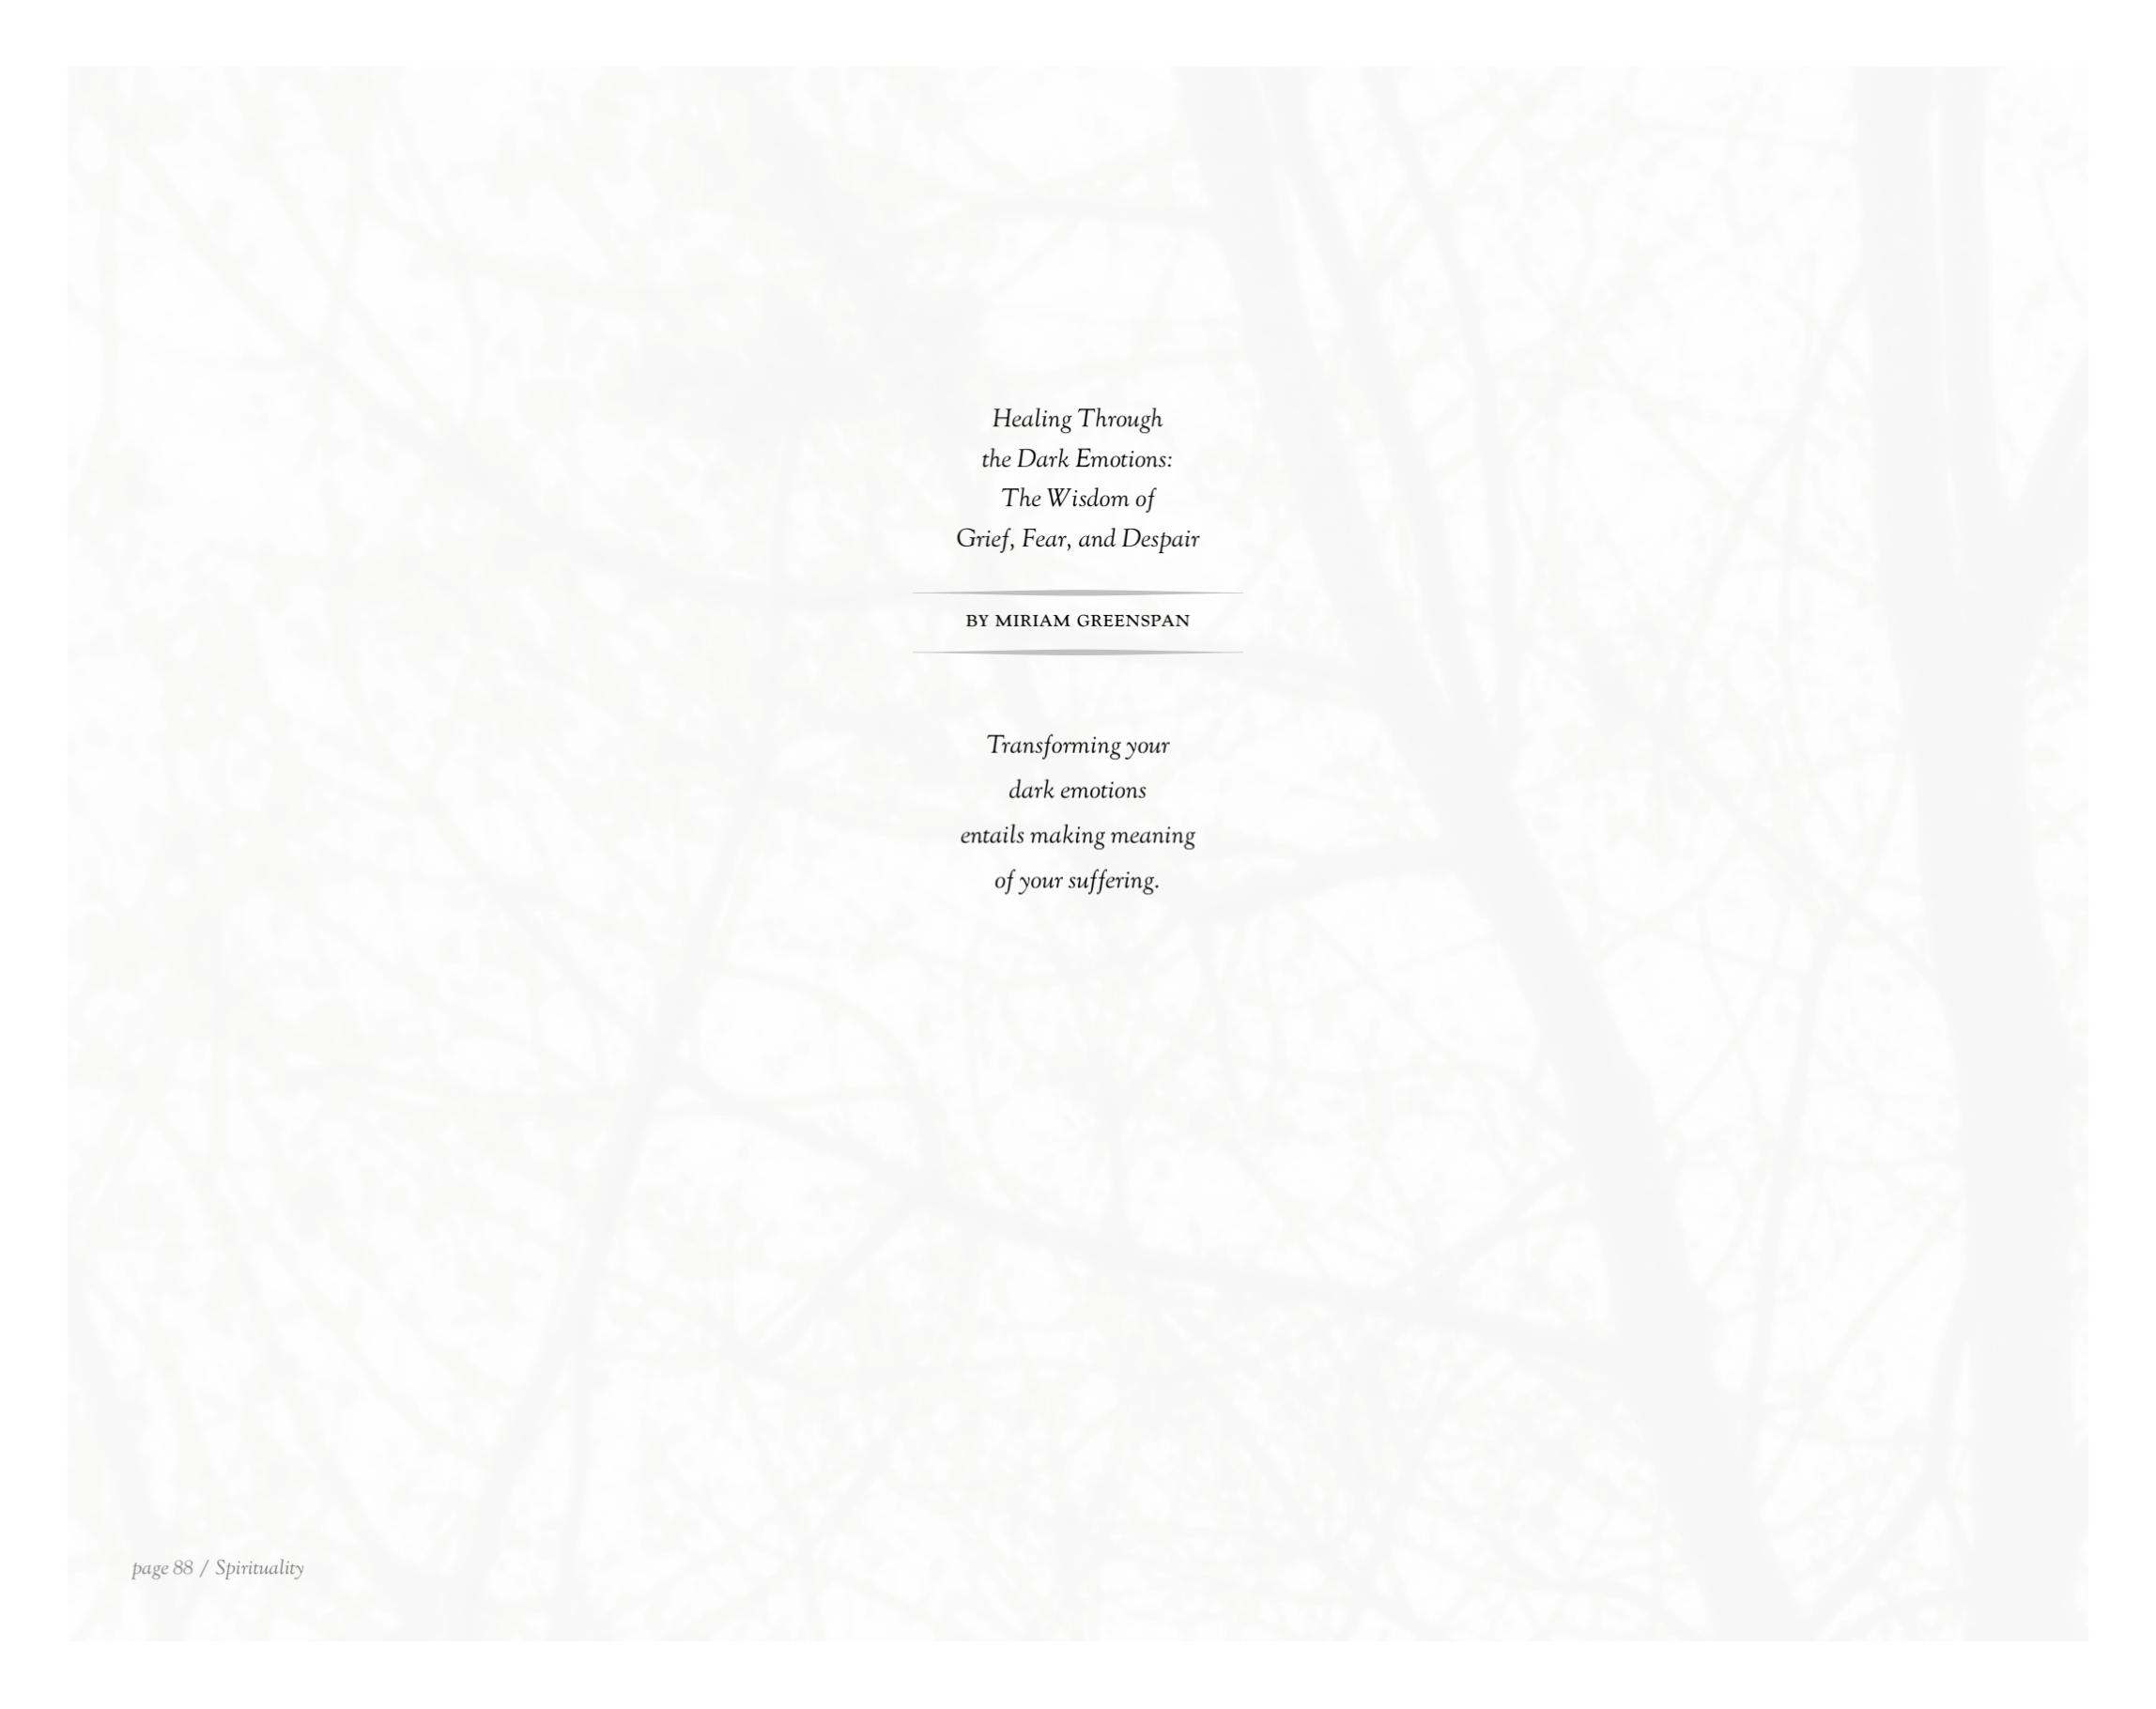 Healing Through
the Dark Emotions:
The Wisdom of
Grief, Fear, and Despair
BY MIRIAM GREENSPAN
Transforming your
dark emotions
entails making meaning
of your suffering.
page 88 / Spirituality